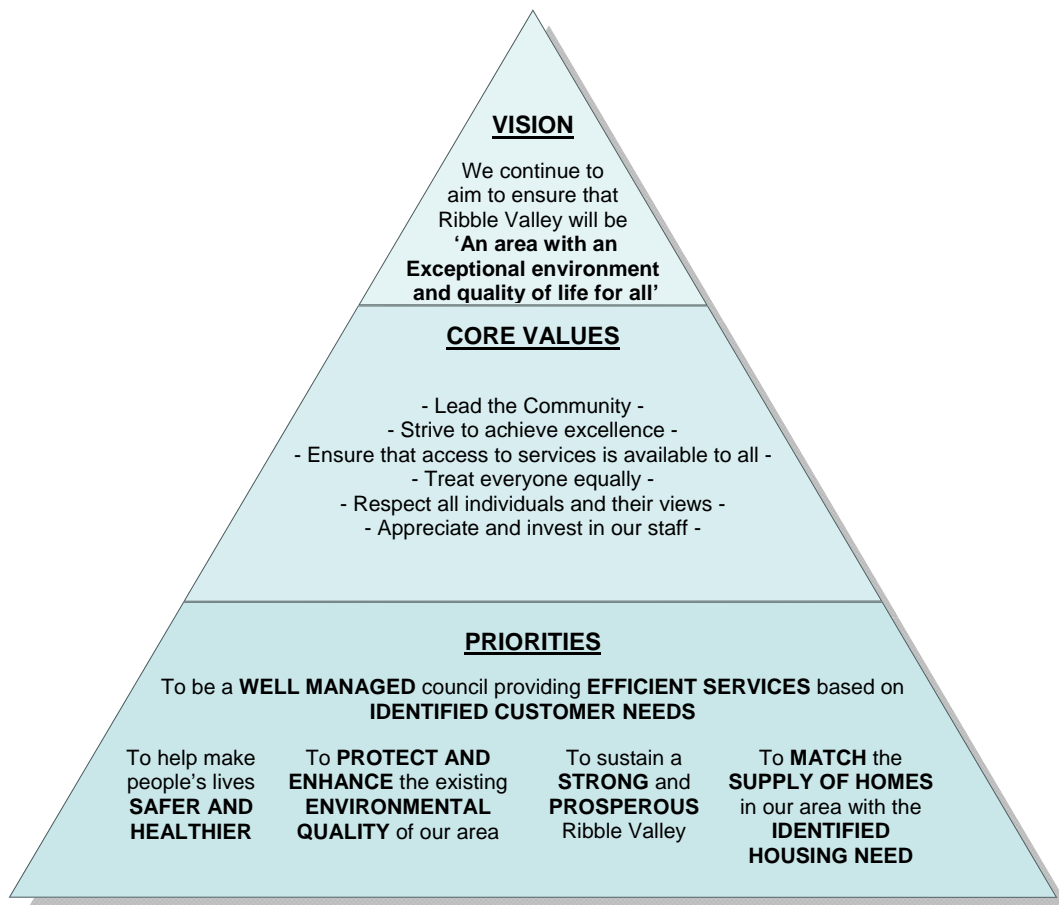 VISION
We continue to
aim to ensure that
Ribble Valley will be
‘An area with an
Exceptional environment
and quality of life for all’
CORE VALUES
- Lead the Community -
- Strive to achieve excellence -
- Ensure that access to services is available to all -
- Treat everyone equally -
- Respect all individuals and their views -
- Appreciate and invest in our staff -
PRIORITIES
To be a WELL MANAGED council providing EFFICIENT SERVICES based on
IDENTIFIED CUSTOMER NEEDS
To help make
people’s lives
SAFER AND
HEALTHIER
To PROTECT AND
ENHANCE the existing
ENVIRONMENTAL
QUALITY of our area
To sustain a
STRONG and
PROSPEROUS
Ribble Valley
To MATCH the
SUPPLY OF HOMES
in our area with the
IDENTIFIED
HOUSING NEED